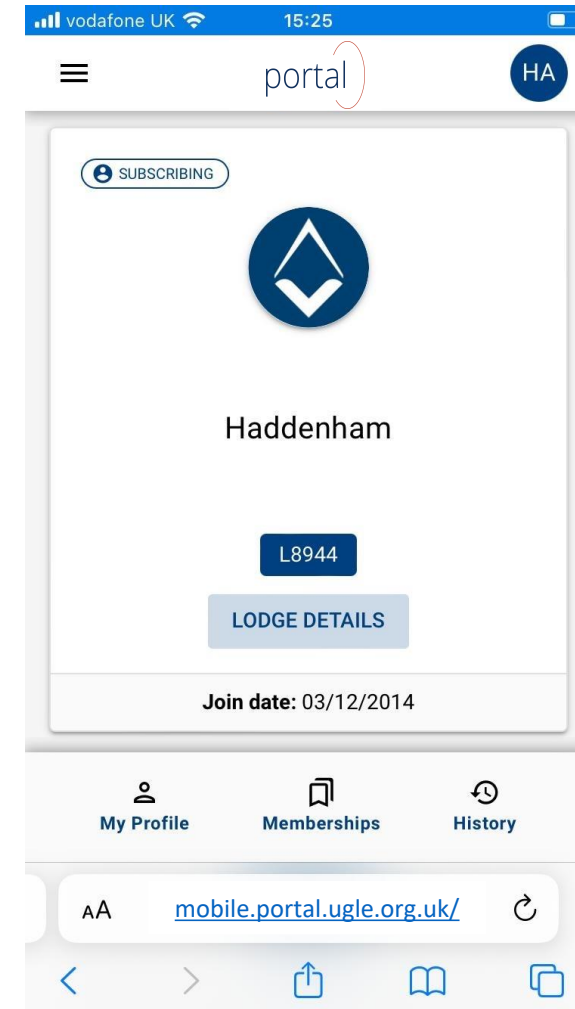 vodafone UK 15:25
portal HA
SUBSCRIBING
Haddenham
L8944
LODGE DETAILS
Join date: 03/12/2014
My Profile Memberships History
AA mobile.portal.ugle.org.uk/